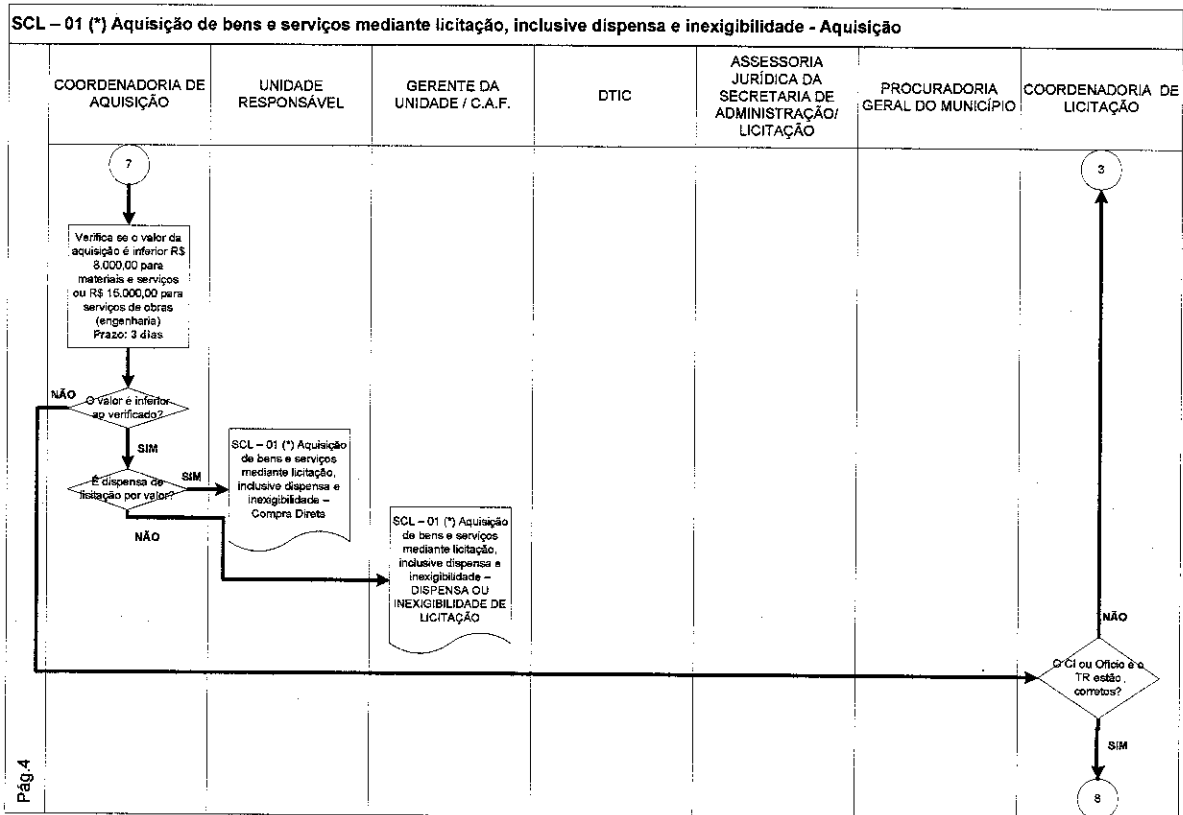 SCL – 01 (*) Aquisição de bens e serviços mediante licitação, inclusive dispensa e inexigibilidade - Aquisição
COORDENADORIA DE
AQUISIÇÃO
UNIDADE
RESPONSÁVEL
GERENTE DA
UNIDADE / C.A.F.
DTIC
ASSESSORIA
JURÍDICA DA
SECRETARIA DE
ADMINISTRAÇÃO/
LICITAÇÃO
PROCURADORIA
GERAL DO MUNICÍPIO
COORDENADORIA DE
LICITAÇÃO
7
3
Verifica se o valor da
aquisição é inferior R$
8.000,00 para
materiais e serviços
ou R$ 15.000,00 para
serviços de obras
(engenharia)
Prazo: 3 dias
NÃO
O valor é inferior
ao verificado?
SIM
É dispensa de
licitação por valor?
SIM
NÃO
SCL – 01 (*) Aquisição
de bens e serviços
mediante licitação,
inclusive dispensa e
inexigibilidade –
Compra Direta
SCL – 01 (*) Aquisição
de bens e serviços
mediante licitação,
inclusive dispensa e
inexigibilidade –
DISPENSA OU
INEXIGIBILIDADE DE
LICITAÇÃO
NÃO
O CI ou Ofício e o
TR estão
corretos?
SIM
8
Pág.4